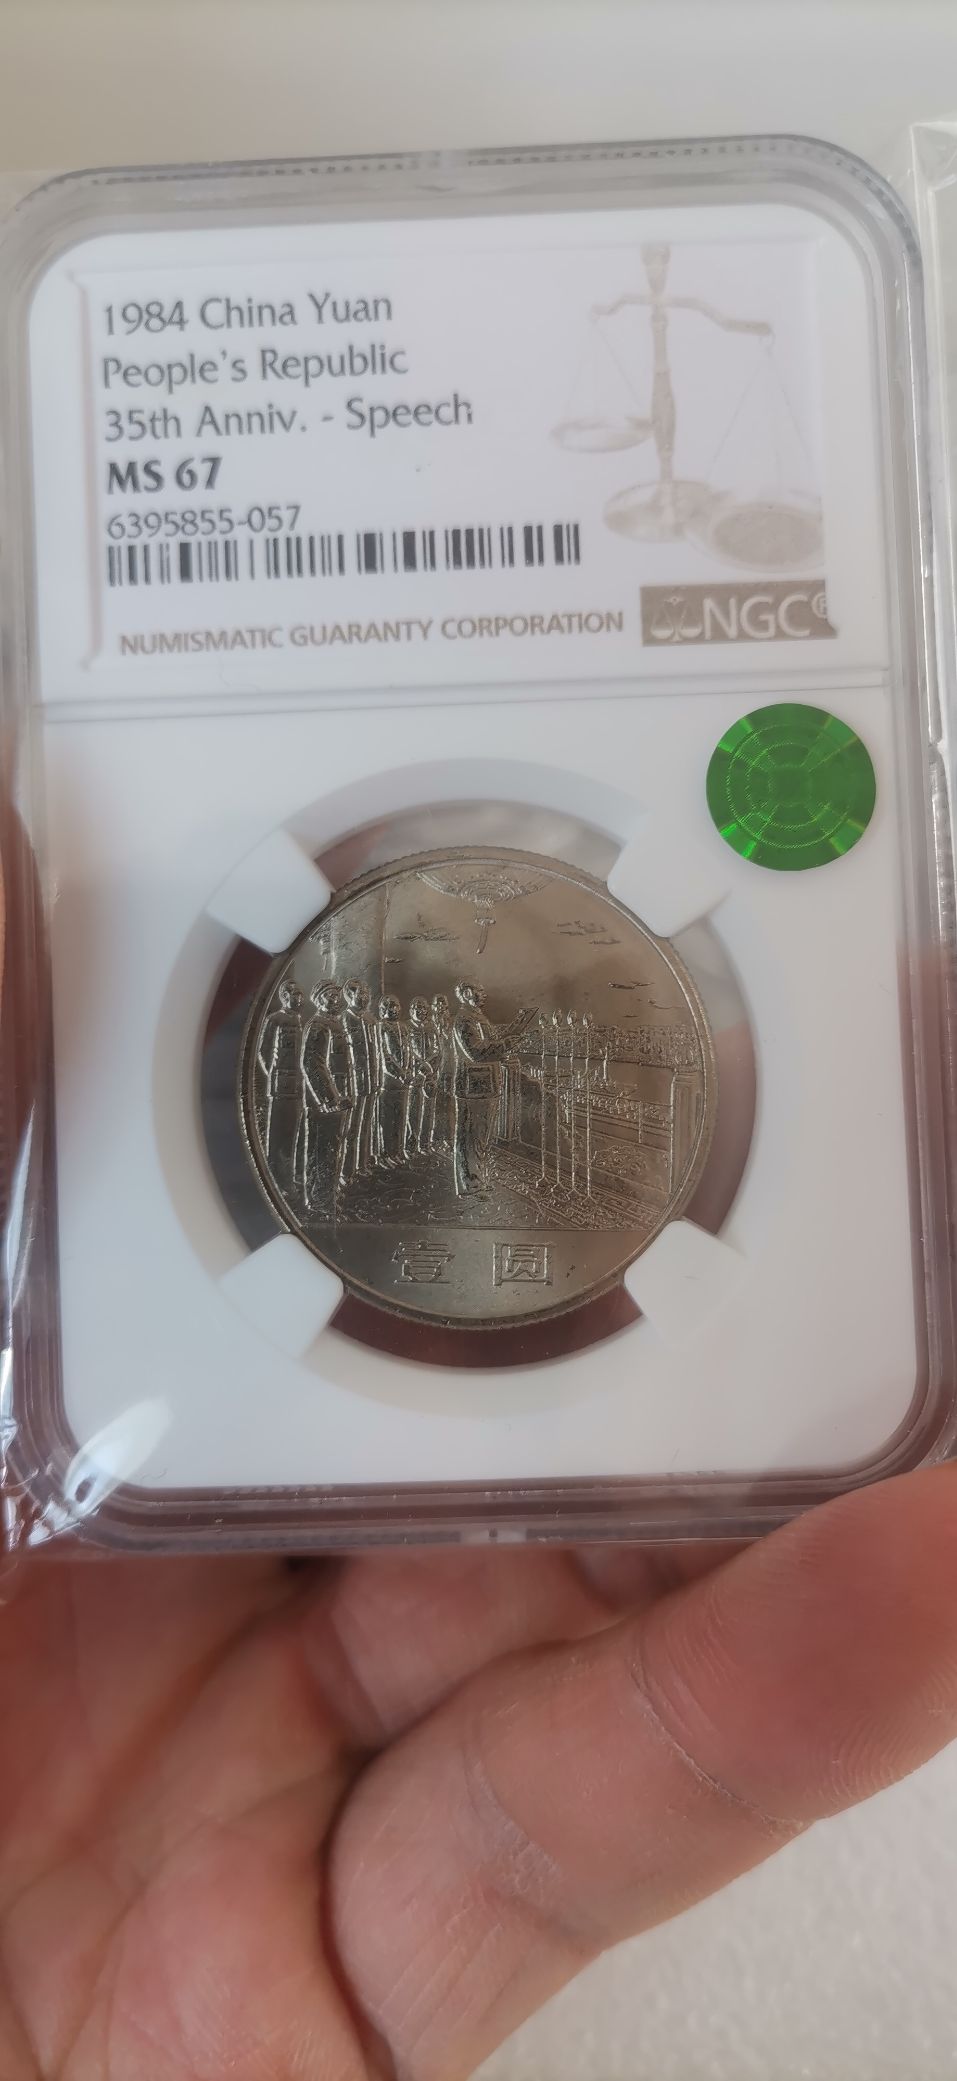 1984 China Yuan
People's Republic
35th Anniv. - Speech
MS 67
6395855-057
NUMISMATIC GUARANTY CORPORATION NGC®
壹 圆